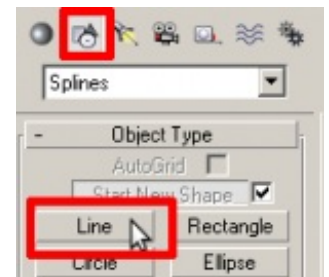 Splines
- Object Type
AutoGrid
Start New Shape
Line Rectangle
Circle Ellipse